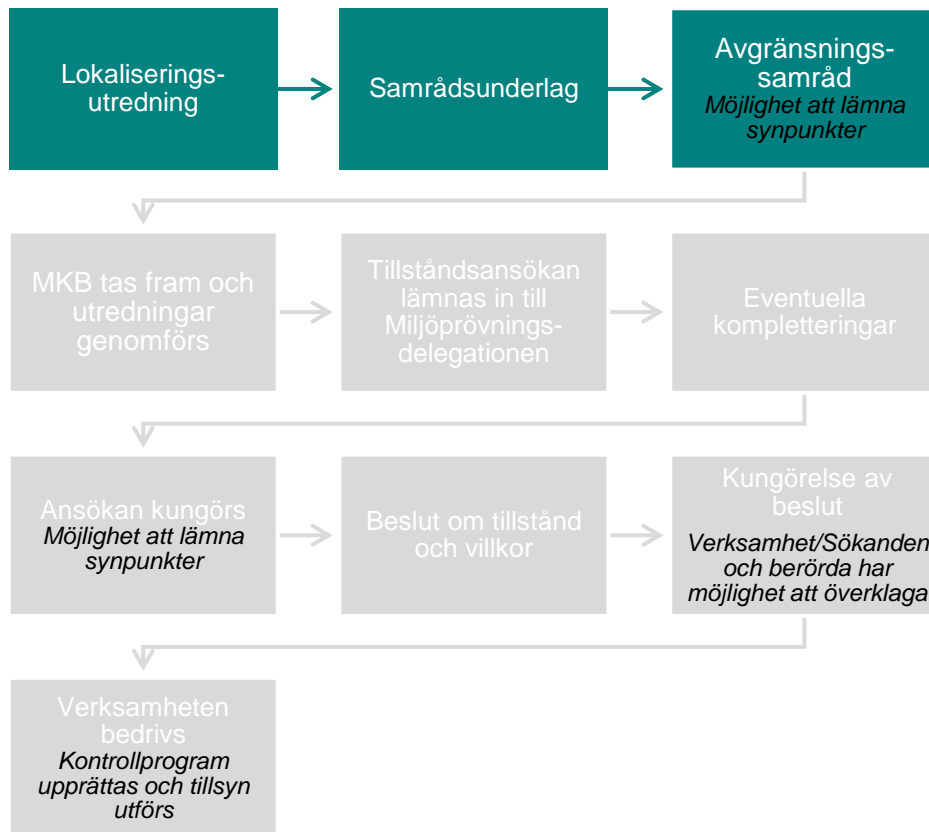 Lokaliserings-
utredning
Samrådsunderlag
Avgränsnings-
samråd
Möjlighet att lämna
synpunkter
MKB tas fram och
utredningar
genomförs
Tillståndsansökan
lämnas in till
Miljöprövnings-
delegationen
Eventuella
kompletteringar
Ansökan kungörs
Möjlighet att lämna
synpunkter
Beslut om tillstånd
och villkor
Kungörelse av
beslut
Verksamhet/Sökanden
och berörda har
möjlighet att överklaga
Verksamheten
bedrivs
Kontrollprogram
upprättas och tillsyn
utförs